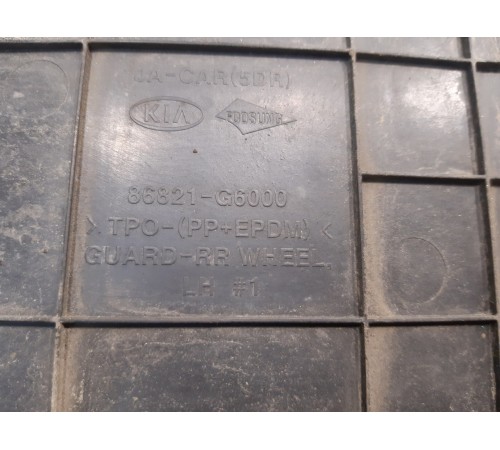 JA-CAR(5DR)
KIA
86821-G6000
>TPO-(PP+EPDM)<
GUARD-RR WHEEL.
LH #1